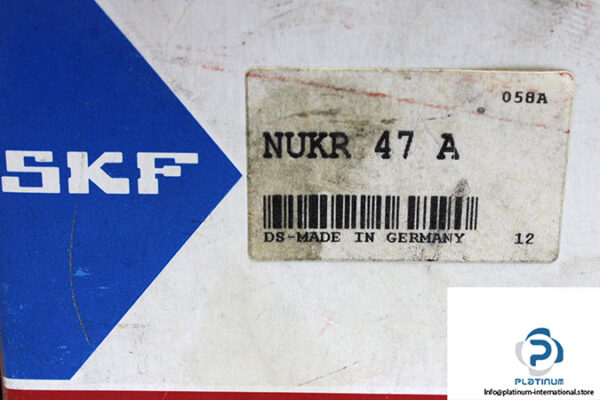 SKF
058A
NUKR 47 A
DS-MADE IN GERMANY 12
PLATINUM
Info@platinum-international.store